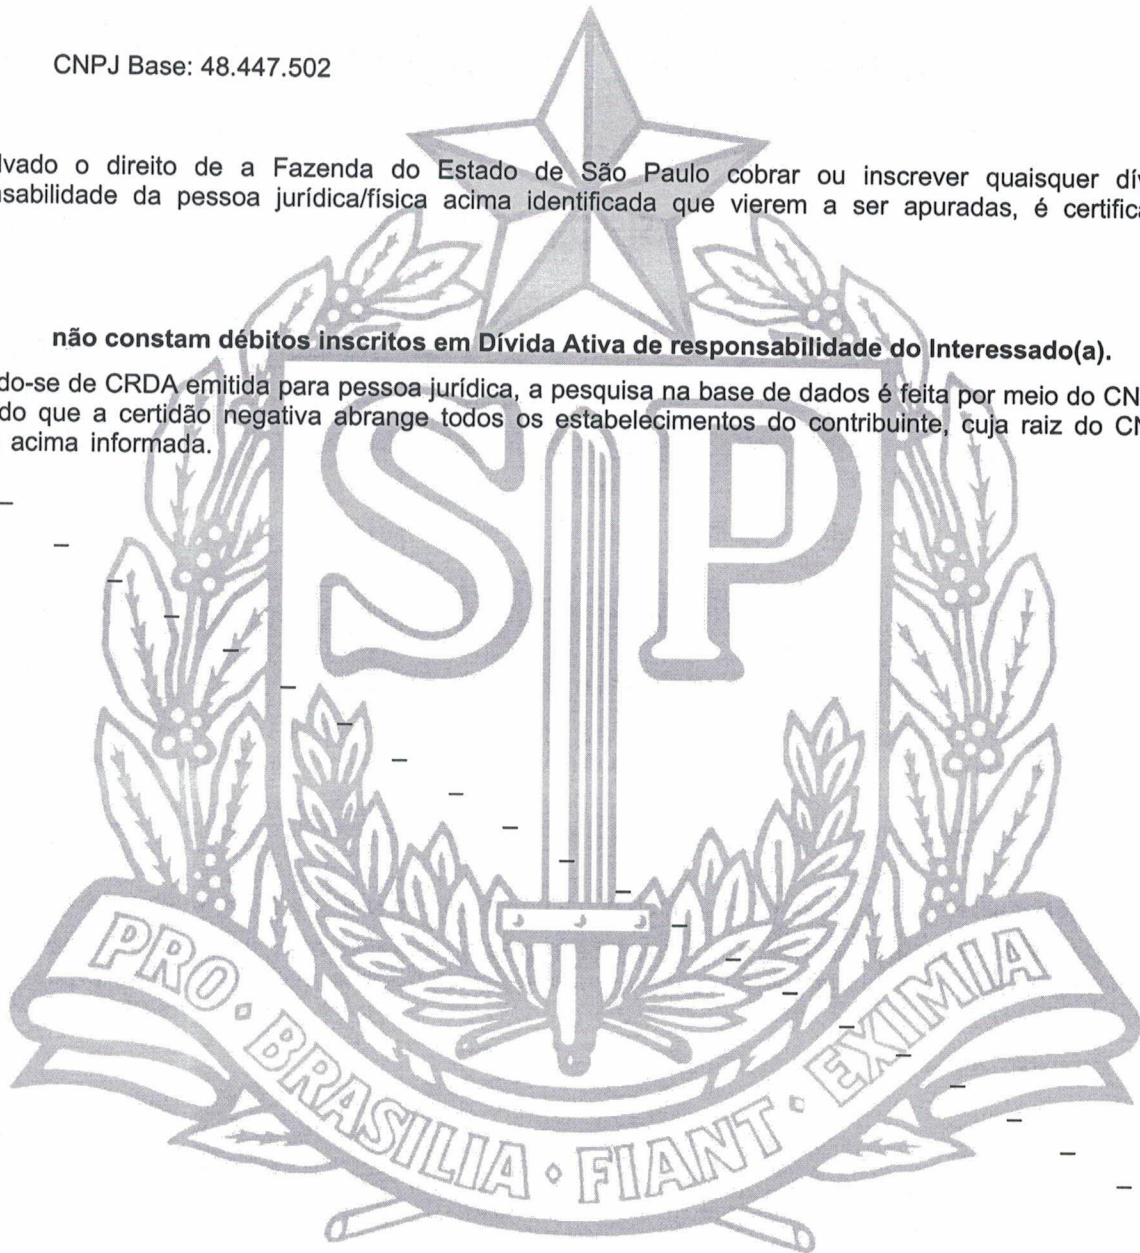 CNPJ Base: 48.447.502
lvado o direito de a Fazenda do Estado de São Paulo cobrar ou inscrever quaisquer dív
nsabilidade da pessoa jurídica/física acima identificada que vierem a ser apuradas, é certifica
não constam débitos inscritos em Dívida Ativa de responsabilidade do Interessado(a).
do-se de CRDA emitida para pessoa jurídica, a pesquisa na base de dados é feita por meio do CN
do que a certidão negativa abrange todos os estabelecimentos do contribuinte, cuja raiz do CN
acima informada.
SP
PRO · BRASILIA · FIANT · EXIMIA